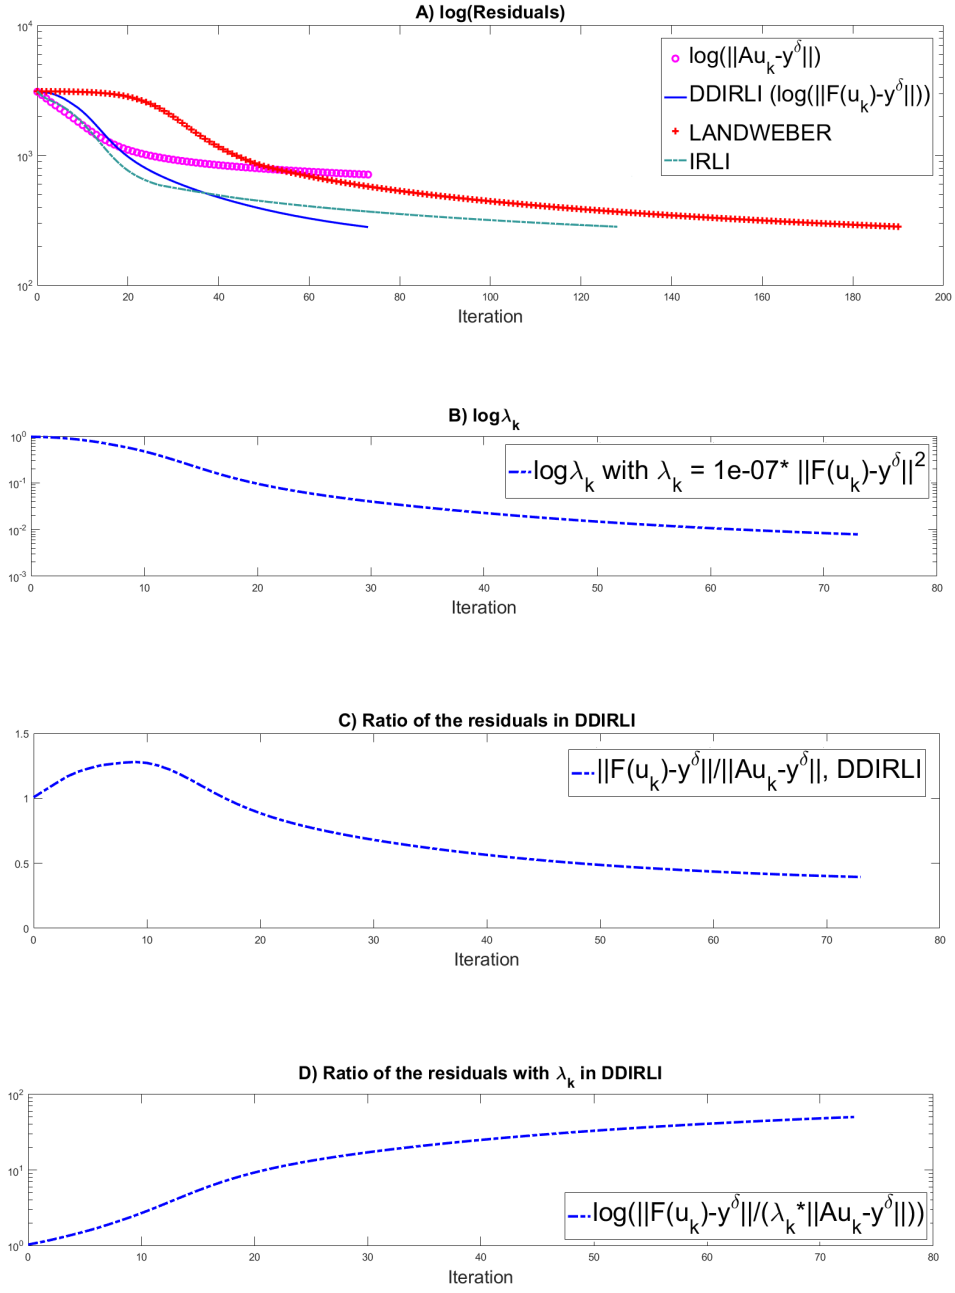 A) log(Residuals)
10^4
10^3
10^2
log(||Au_k-y^δ||)
DDIRLI (log(||F(u_k)-y^δ||))
LANDWEBER
IRLI
0 20 40 60 80 100 120 140 160 180 200
Iteration
B) logλ_k
10^0
10^-1
10^-2
10^-3
logλ_k with λ_k = 1e-07* ||F(u_k)-y^δ||^2
0 10 20 30 40 50 60 70 80
Iteration
C) Ratio of the residuals in DDIRLI
1.5
1
0.5
0
||F(u_k)-y^δ||/||Au_k-y^δ||, DDIRLI
0 10 20 30 40 50 60 70 80
Iteration
D) Ratio of the residuals with λ_k in DDIRLI
10^2
10^1
10^0
log(||F(u_k)-y^δ||/(λ_k*||Au_k-y^δ||))
0 10 20 30 40 50 60 70 80
Iteration